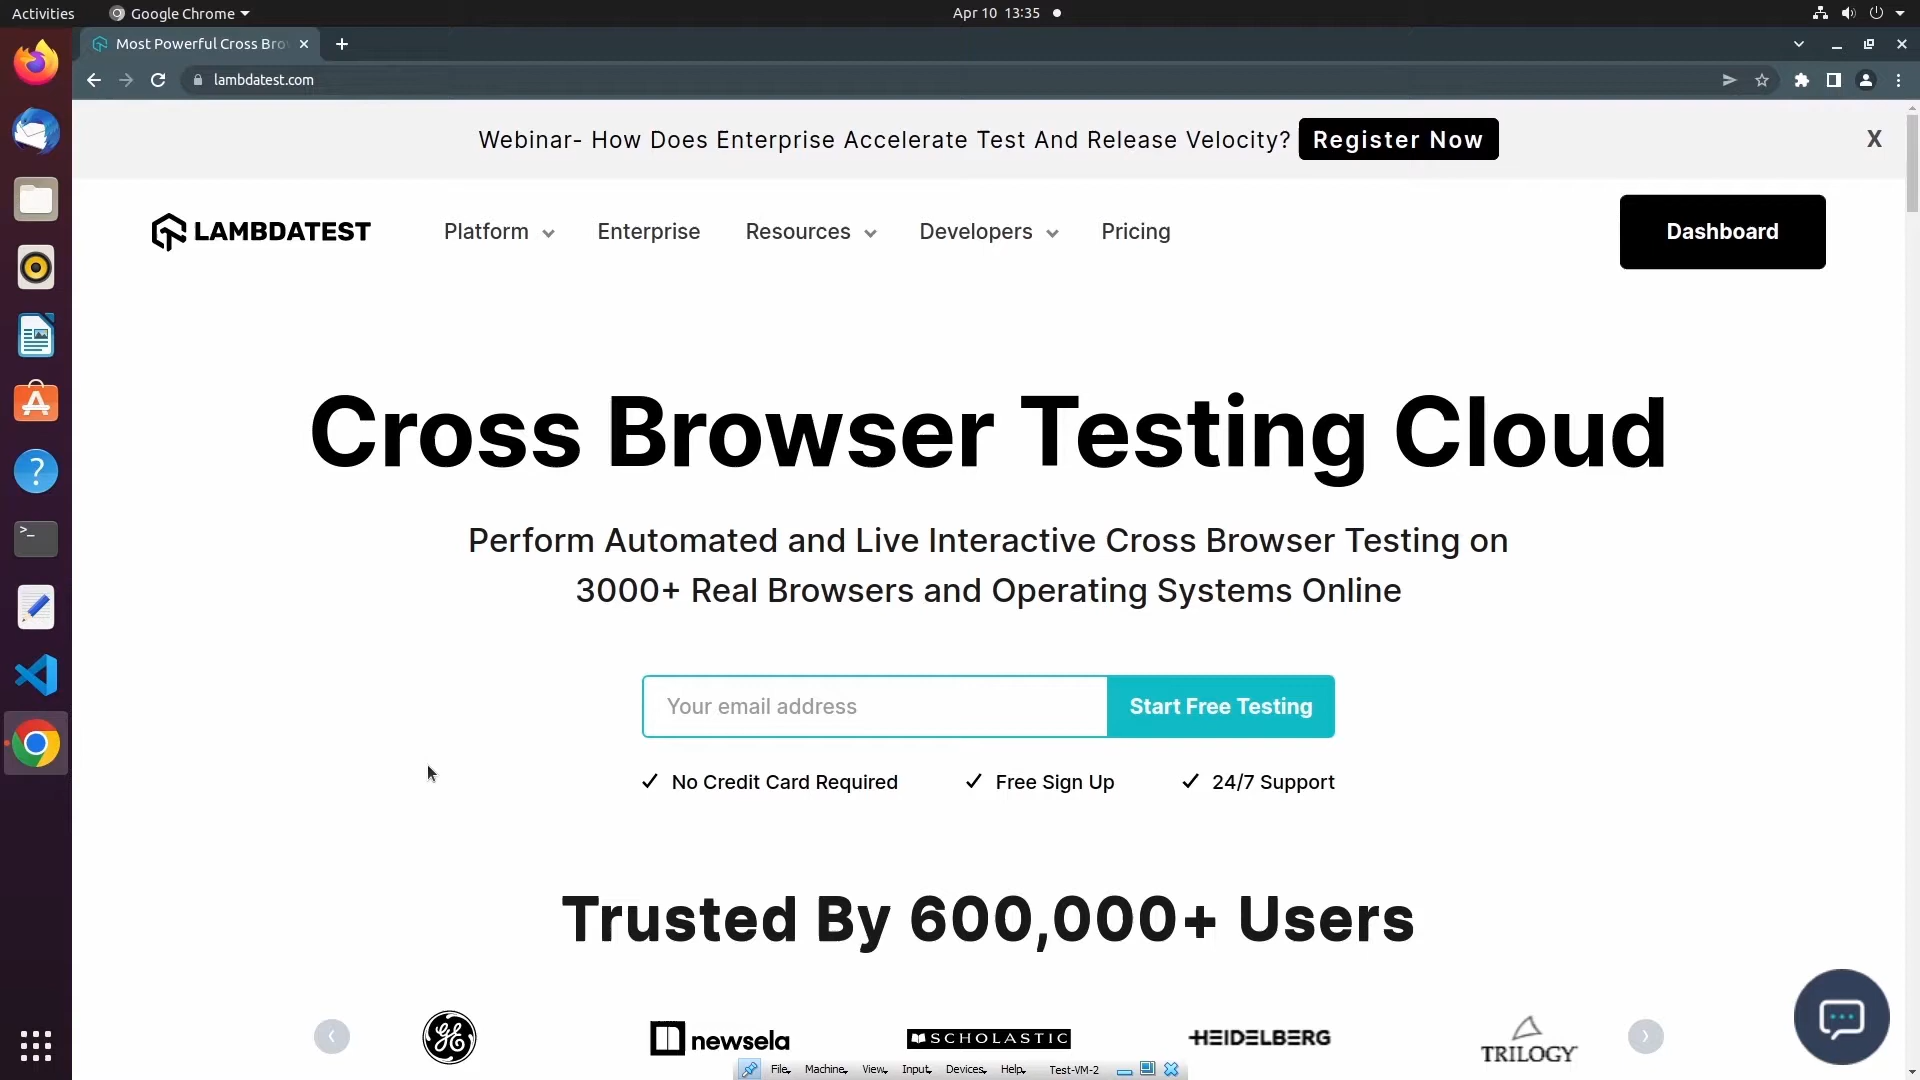 Activities
Google Chrome
Apr 10 13:35
Most Powerful Cross Bro
lambdatest.com
Webinar- How Does Enterprise Accelerate Test And Release Velocity? Register Now
X
LAMBDATEST
Platform
Enterprise
Resources
Developers
Pricing
Dashboard
Cross Browser Testing Cloud
Perform Automated and Live Interactive Cross Browser Testing on
3000+ Real Browsers and Operating Systems Online
Your email address
Start Free Testing
No Credit Card Required
Free Sign Up
24/7 Support
Trusted By 600,000+ Users
GE
newsela
SCHOLASTIC
HEIDELBERG
TRILOGY
File Machine View Input Devices Help Test-VM-2